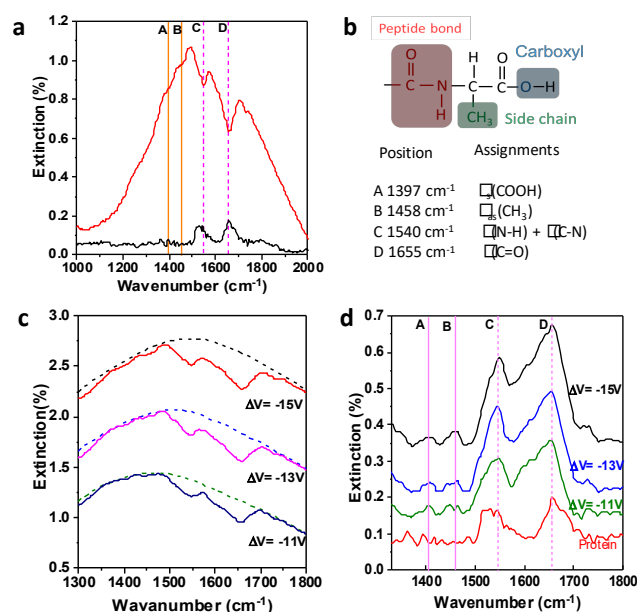 a
A
B
C
D
1.2
1.0
0.8
0.6
0.4
0.2
0.0
Extinction (%)
1000 1200 1400 1600 1800 2000
Wavenumber (cm⁻¹)
b
Peptide bond
O
H
O
Carboxyl
C
N
C
C
O
H
H
CH₃
Side chain
Position Assignments
A 1397 cm⁻¹ □ₛ(COOH)
B 1458 cm⁻¹ □ₐₛ(CH₃)
C 1540 cm⁻¹ □(N-H) + □(C-N)
D 1655 cm⁻¹ □(C=O)
c
3.0
2.5
2.0
1.5
1.0
0.5
Extinction(%)
ΔV= -15V
ΔV= -13V
ΔV= -11V
1300 1400 1500 1600 1700 1800
Wavanumber (cm⁻¹)
d
A
B
C
D
0.7
0.6
0.5
0.4
0.3
0.2
0.1
0.0
Extinction (%)
ΔV= -15V
ΔV= -13V
ΔV= -11V
Protein
1400 1500 1600 1700 1800
Wavenumber (cm⁻¹)